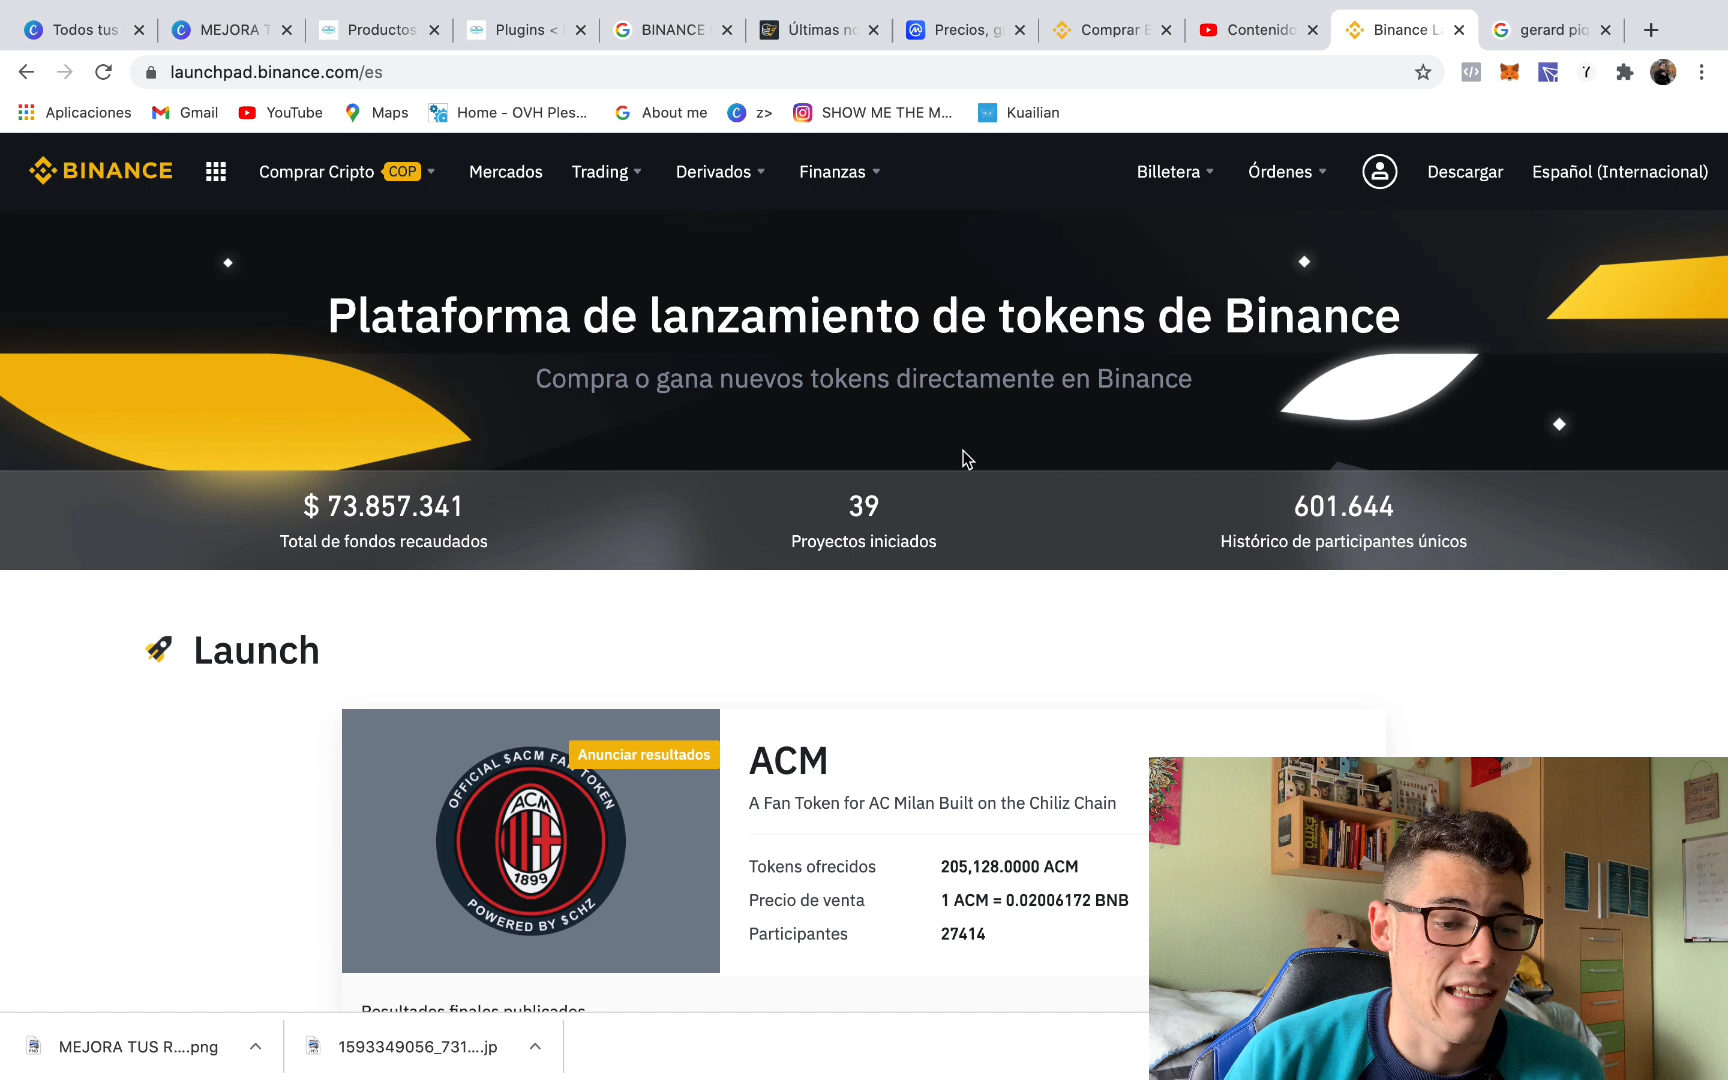 Todos tus
MEJORA T
Productos
Plugins <
BINANCE
Últimas no
Precios, g
Comprar E
Contenido
Binance L
gerard piq
launchpad.binance.com/es
Aplicaciones
Gmail
YouTube
Maps
Home - OVH Ples...
About me
z>
SHOW ME THE M...
Kuailian
BINANCE
Comprar Cripto COP
Mercados
Trading
Derivados
Finanzas
Billetera
Órdenes
Descargar
Español (Internacional)
Plataforma de lanzamiento de tokens de Binance
Compra o gana nuevos tokens directamente en Binance
$ 73.857.341
Total de fondos recaudados
39
Proyectos iniciados
601.644
Histórico de participantes únicos
Launch
Anunciar resultados
OFFICIAL $ACM FAN TOKEN
ACM
1899
POWERED BY $CHZ
ACM
A Fan Token for AC Milan Built on the Chiliz Chain
Tokens ofrecidos 205,128.0000 ACM
Precio de venta 1 ACM = 0.02006172 BNB
Participantes 27414
Resultados finales publicados
ÉXITO
MEJORA TUS R....png
1593349056_731....jp